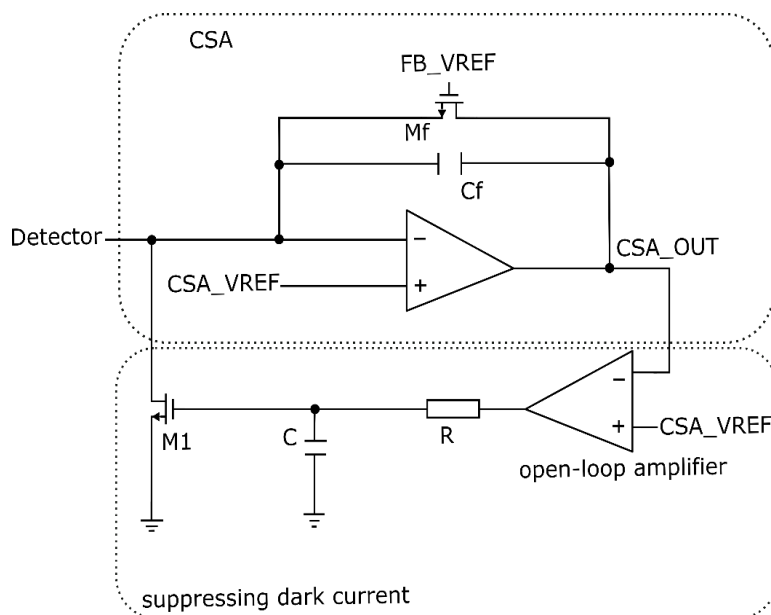 CSA
FB_VREF
Mf
Cf
Detector
−
CSA_OUT
CSA_VREF
+
−
M1
C
R
+
CSA_VREF
open-loop amplifier
suppressing dark current